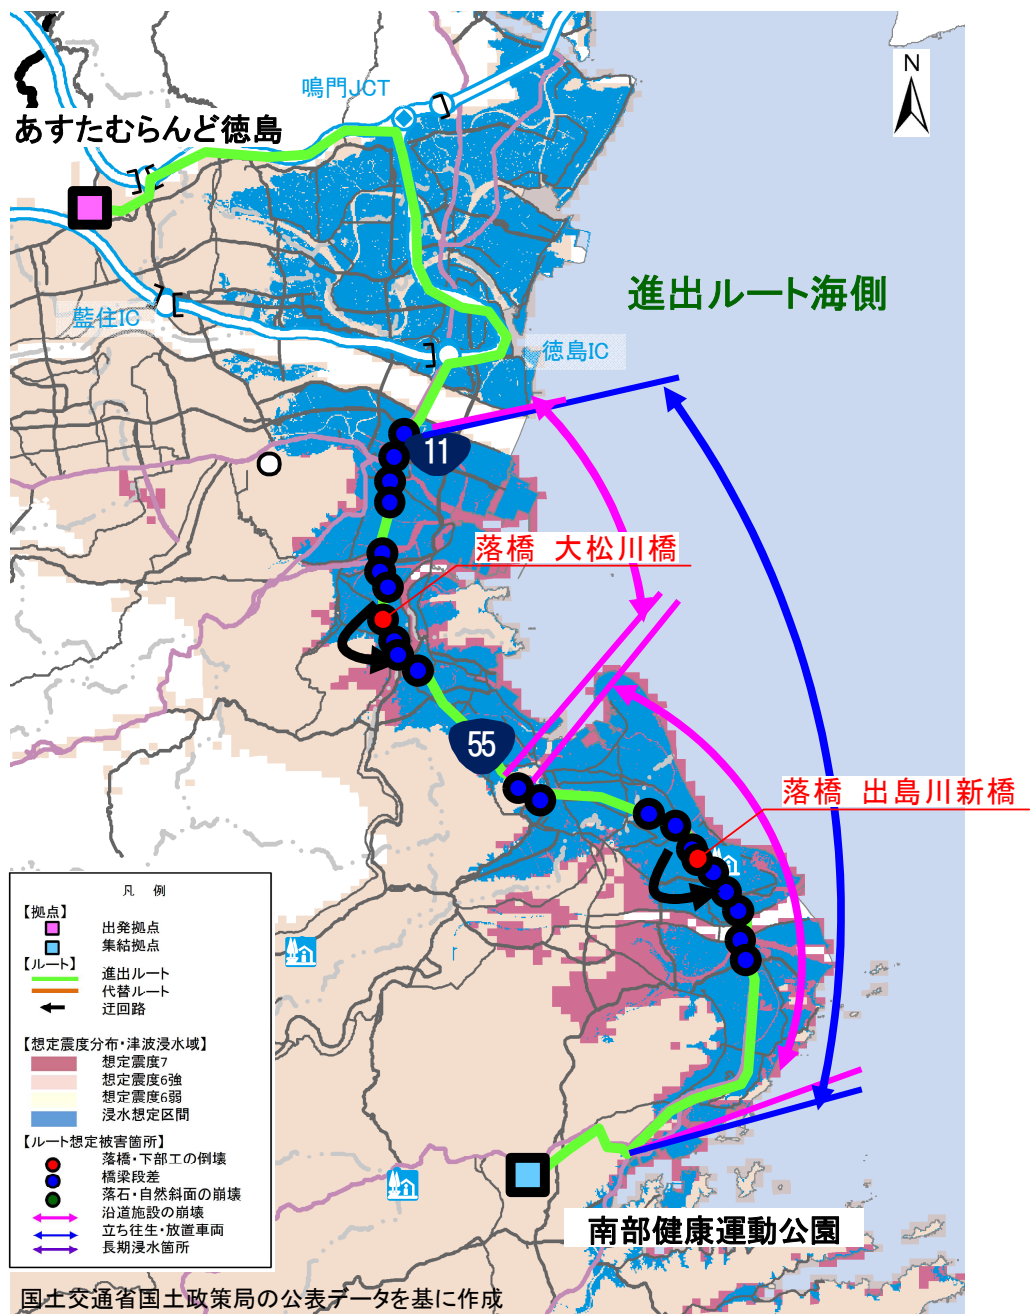 N
鳴門JCT
あすたむらんど徳島
進出ルート海側
藍住IC
徳島IC
11
落橋 大松川橋
55
落橋 出島川新橋
凡 例
【拠点】
出発拠点
集結拠点
【ルート】
進出ルート
代替ルート
迂回路
【想定震度分布・津波浸水域】
想定震度7
想定震度6強
想定震度6弱
浸水想定区間
【ルート想定被害箇所】
落橋・下部工の倒壊
橋梁段差
落石・自然斜面の崩壊
沿道施設の崩壊
立ち往生・放置車両
長期浸水箇所
南部健康運動公園
国土交通省国土政策局の公表データを基に作成